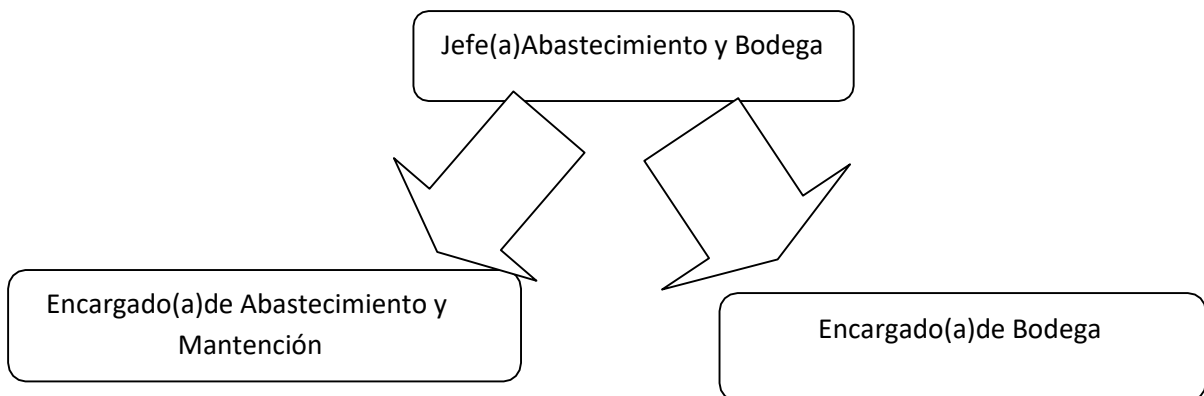 Jefe(a)Abastecimiento y Bodega
Encargado(a)de Abastecimiento y
Mantención
Encargado(a)de Bodega